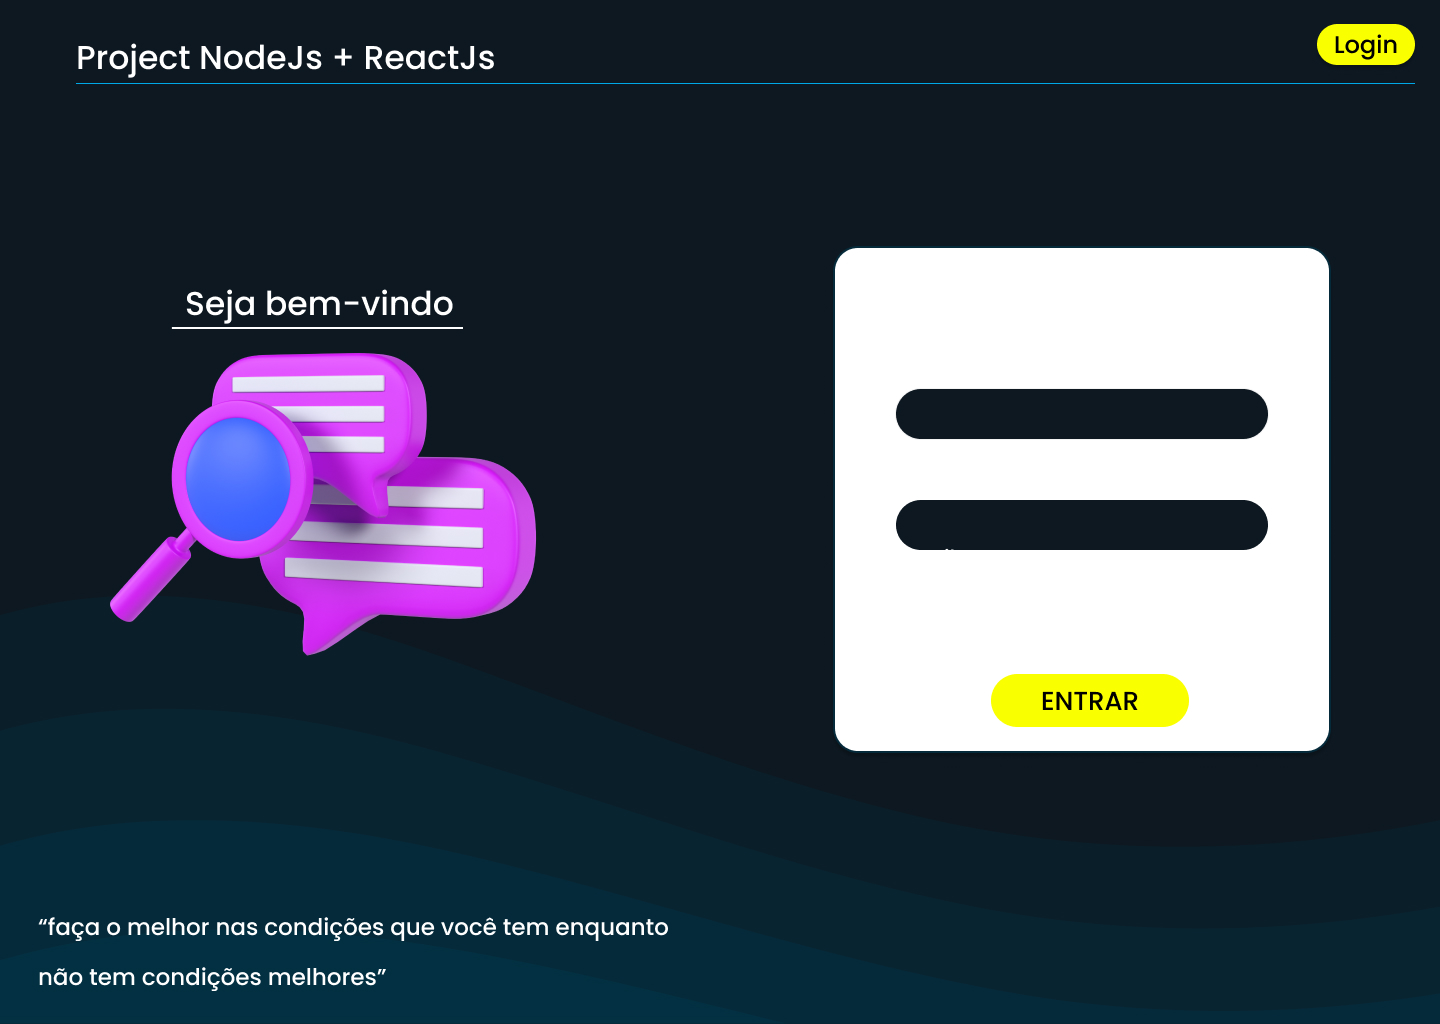 Project NodeJs + ReactJs
Login
Seja bem-vindo
ENTRAR
“faça o melhor nas condições que você tem enquanto
não tem condições melhores”